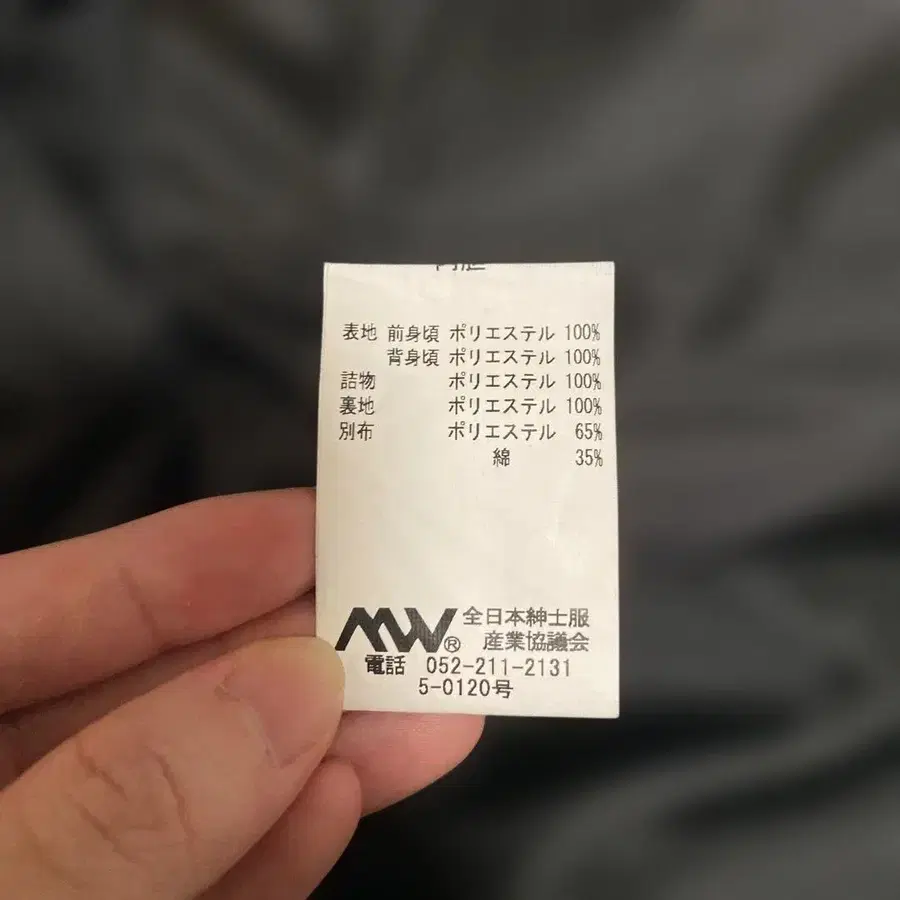 表地 前身頃 ポリエステル 100%
背身頃 ポリエステル 100%
詰物 ポリエステル 100%
裏地 ポリエステル 100%
別布 ポリエステル 65%
綿 35%
MW® 全日本紳士服
産業協議会
電話 052-211-2131
5-0120号